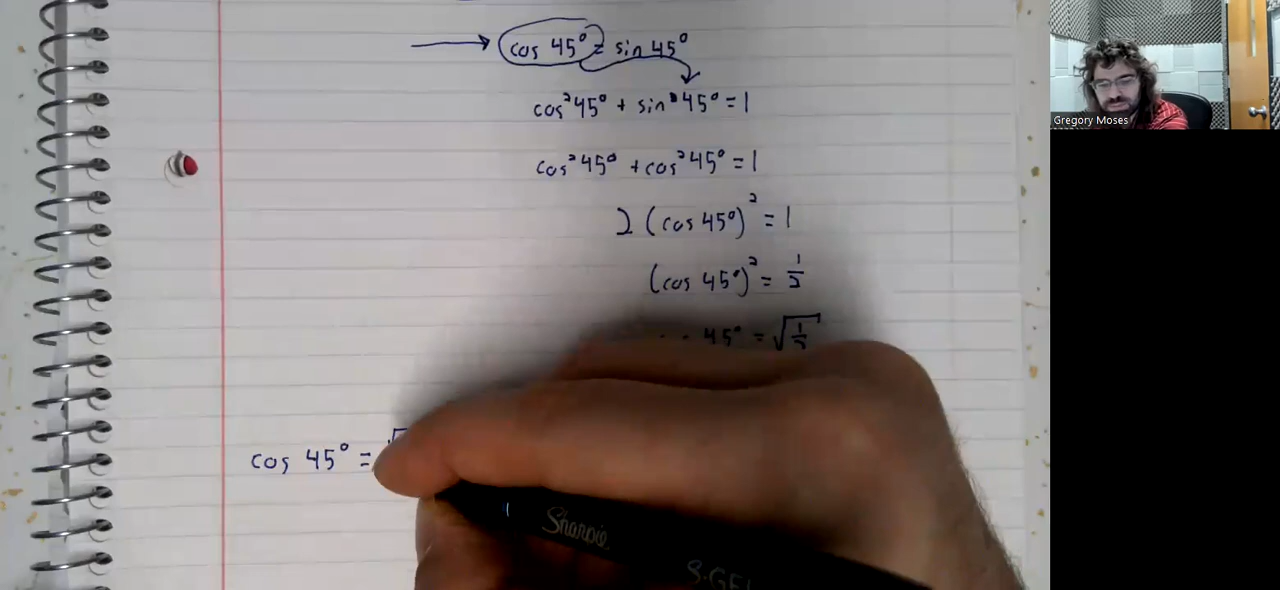 cos 45° = sin 45°
cos²45° + sin²45° = 1
cos²45° + cos²45° = 1
2 (cos 45°)² = 1
(cos 45°)² = 1/2
45° = √(1/2)
cos 45° =
Sharpie
S·GEL
Gregory Moses